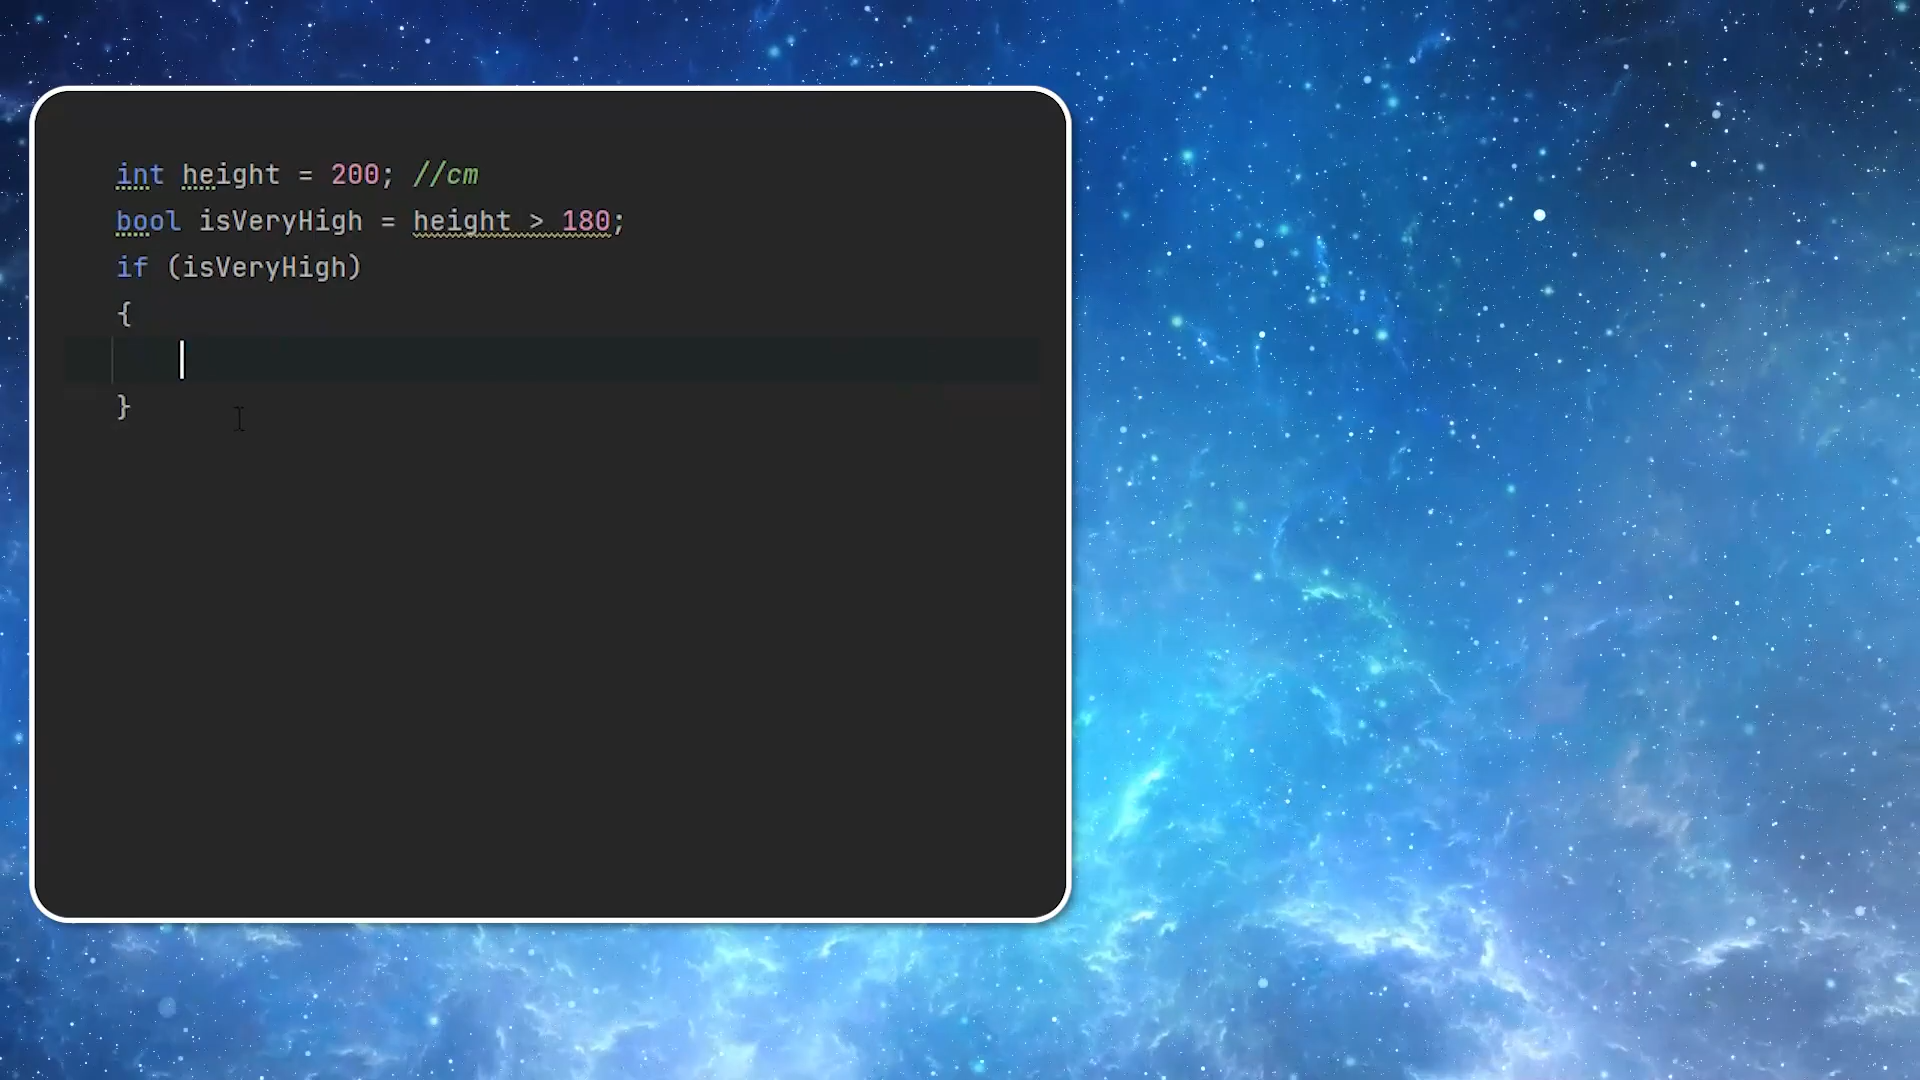 int height = 200; //cm
bool isVeryHigh = height > 180;
if (isVeryHigh)
{
}